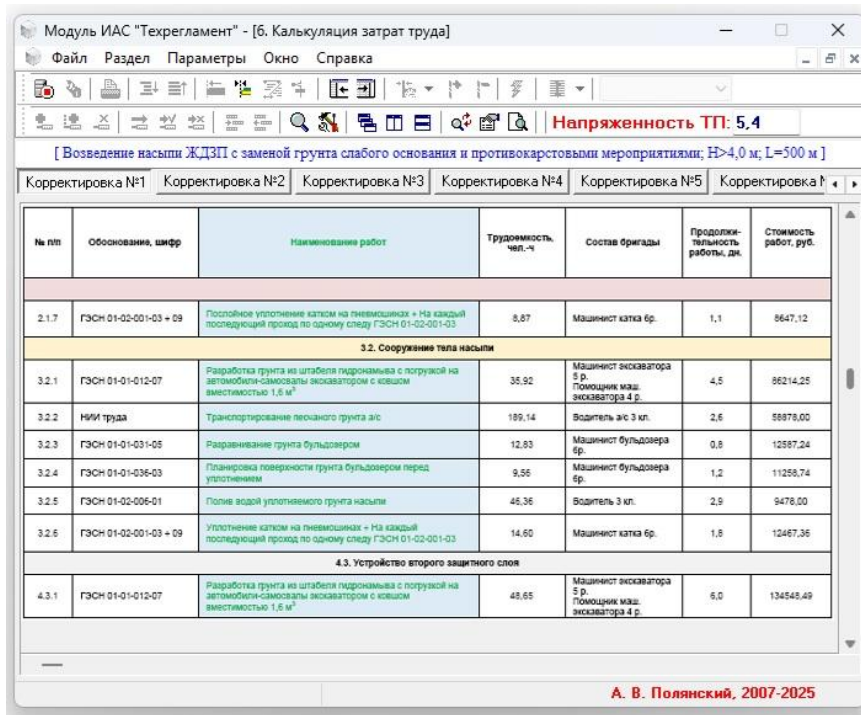 Модуль ИАС "Техрегламент" - [6. Калькуляция затрат труда]
Файл Раздел Параметры Окно Справка
Напряженность ТП: 5,4
[ Возведение насыпи ЖДЗП с заменой грунта слабого основания и противокарстовыми мероприятиями; H>4,0 м; L=500 м ]
Корректировка №1 Корректировка №2 Корректировка №3 Корректировка №4 Корректировка №5 Корректировка №
№ п/п Обоснование, шифр Наименование работ Трудоемкость, чел.-ч Состав бригады Продолжи-тельность работы, дн. Стоимость работ, руб.
2.1.7 ГЭСН 01-02-001-03 + 09 Послойное уплотнение катком на пневмошинах + На каждый последующий проход по одному следу ГЭСН 01-02-001-03 8,87 Машинист катка 6р. 1,1 8647,12
3.2. Сооружение тела насыпи
3.2.1 ГЭСН 01-01-012-07 Разработка грунта из штабеля гидронамыва с погрузкой на автомобили-самосвалы экскаватором с ковшом вместимостью 1,6 м³ 35,92 Машинист экскаватора 5 р. Помощник маш. экскаватора 4 р. 4,5 86214,25
3.2.2 НИИ труда Транспортирование песчаного грунта а/с 189,14 Водитель а/с 3 кл. 2,6 58878,00
3.2.3 ГЭСН 01-01-031-05 Разравнивание грунта бульдозером 12,83 Машинист бульдозера 6р. 0,8 12587,24
3.2.4 ГЭСН 01-01-036-03 Планировка поверхности грунта бульдозером перед уплотнением 9,56 Машинист бульдозера 6р. 1,2 11258,74
3.2.5 ГЭСН 01-02-006-01 Полив водой уплотняемого грунта насыпи 46,36 Водитель 3 кл. 2,9 9478,00
3.2.6 ГЭСН 01-02-001-03 + 09 Уплотнение катком на пневмошинах + На каждый последующий проход по одному следу ГЭСН 01-02-001-03 14,60 Машинист катка 6р. 1,8 12467,36
4.3. Устройство второго защитного слоя
4.3.1 ГЭСН 01-01-012-07 Разработка грунта из штабеля гидронамыва с погрузкой на автомобили-самосвалы экскаватором с ковшом вместимостью 1,6 м³ 48,65 Машинист экскаватора 5 р. Помощник маш. экскаватора 4 р. 6,0 134548,49
А. В. Полянский, 2007-2025